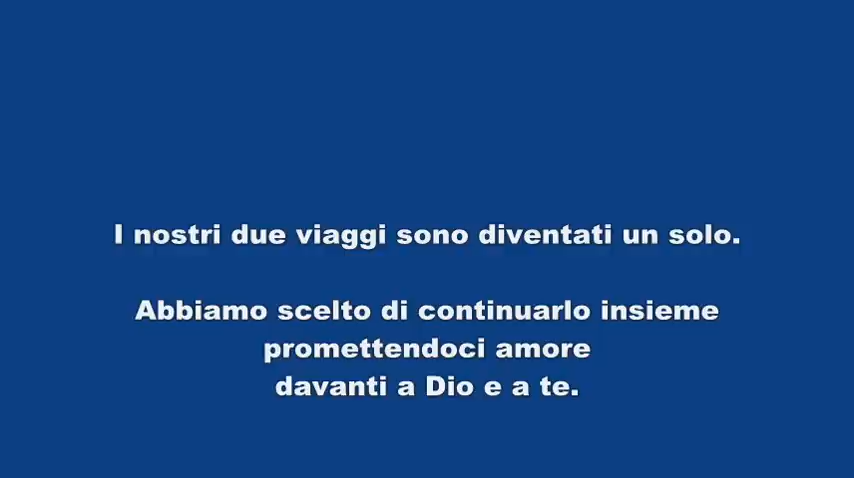 I nostri due viaggi sono diventati un solo.
Abbiamo scelto di continuarlo insieme
promettendoci amore
davanti a Dio e a te.